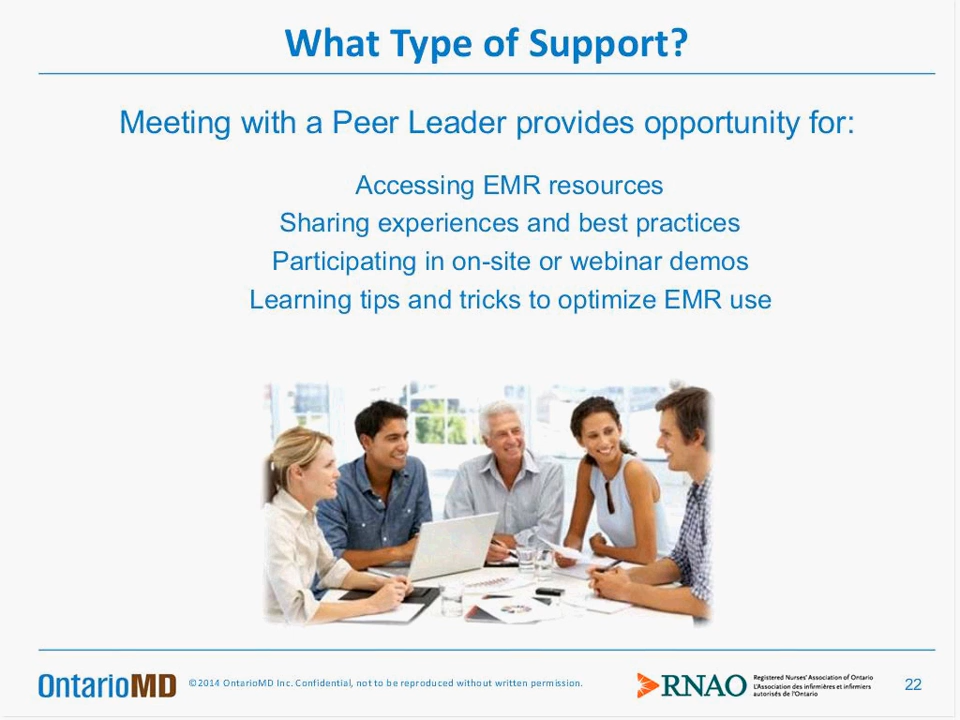 What Type of Support?
Meeting with a Peer Leader provides opportunity for:
Accessing EMR resources
Sharing experiences and best practices
Participating in on-site or webinar demos
Learning tips and tricks to optimize EMR use
OntarioMD
©2014 OntarioMD Inc. Confidential, not to be reproduced without written permission.
RNAO
Registered Nurses' Association of Ontario
L'Association des infirmières et infirmiers
autorisés de l'Ontario
22